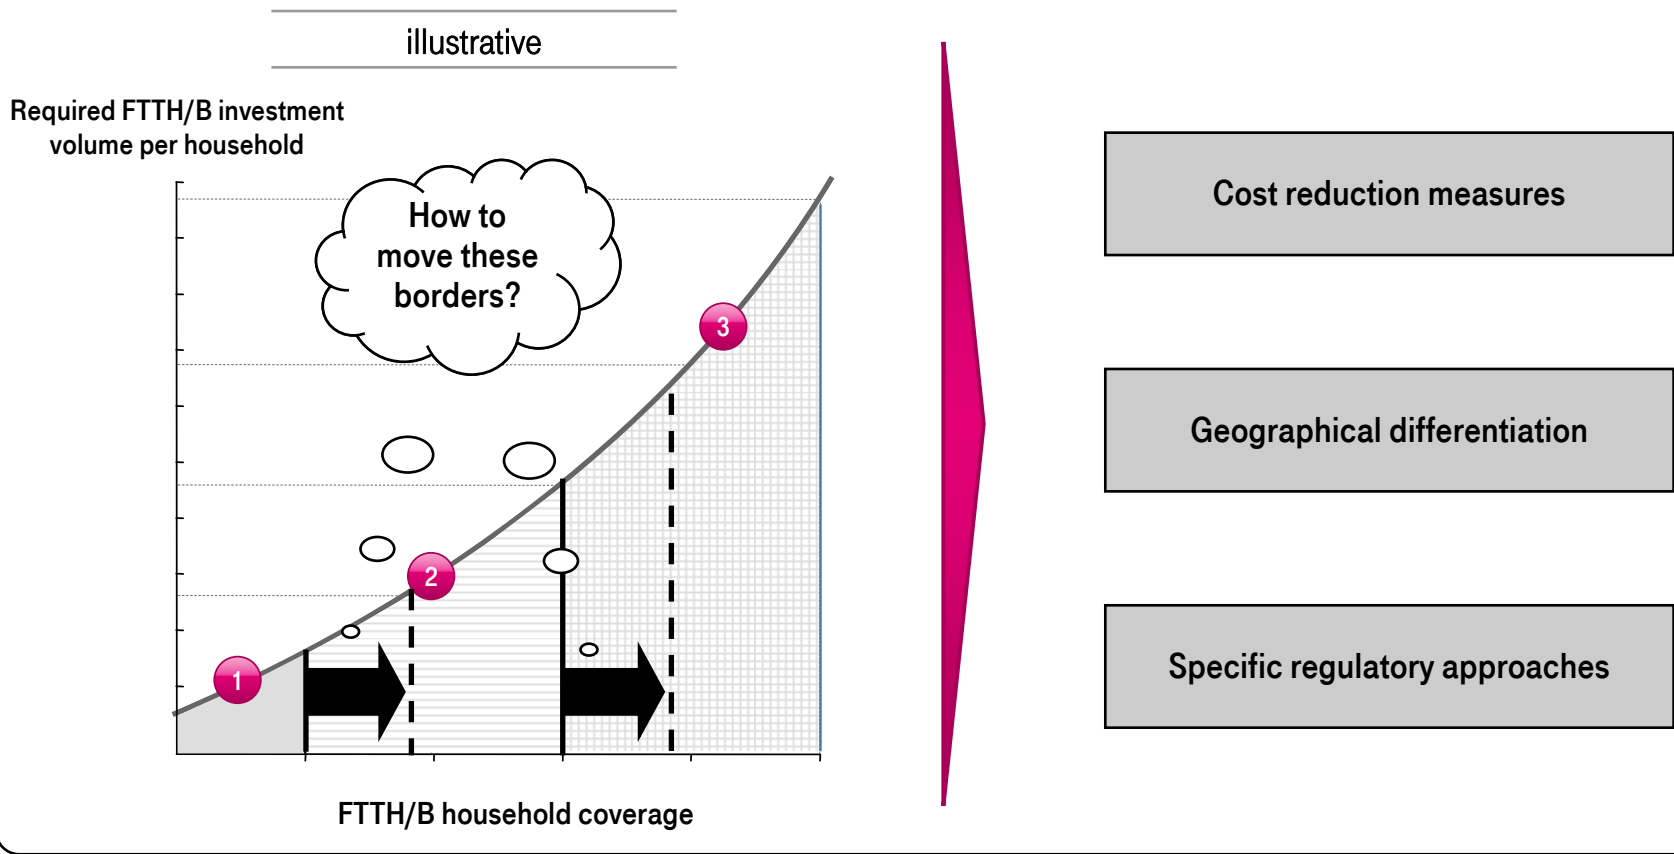 illustrative
Required FTTH/B investment
volume per household
How to
move these
borders?
3
2
1
FTTH/B household coverage
Cost reduction measures
Geographical differentiation
Specific regulatory approaches